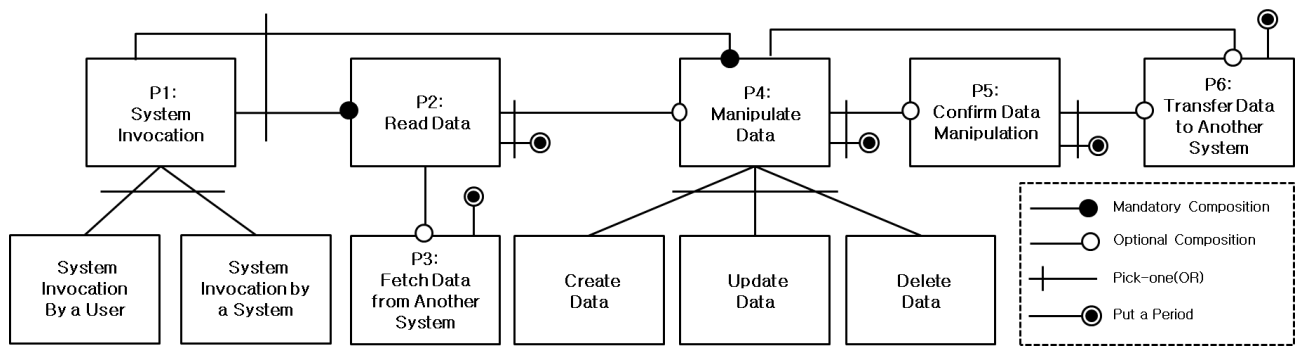 P1:
System
Invocation
P2:
Read Data
P4:
Manipulate
Data
P5:
Confirm Data
Manipulation
P6:
Transfer Data
to Another
System
System
Invocation
By a User
System
Invocation by
a System
P3:
Fetch Data
from Another
System
Create
Data
Update
Data
Delete
Data
Mandatory Composition
Optional Composition
Pick-one(OR)
Put a Period